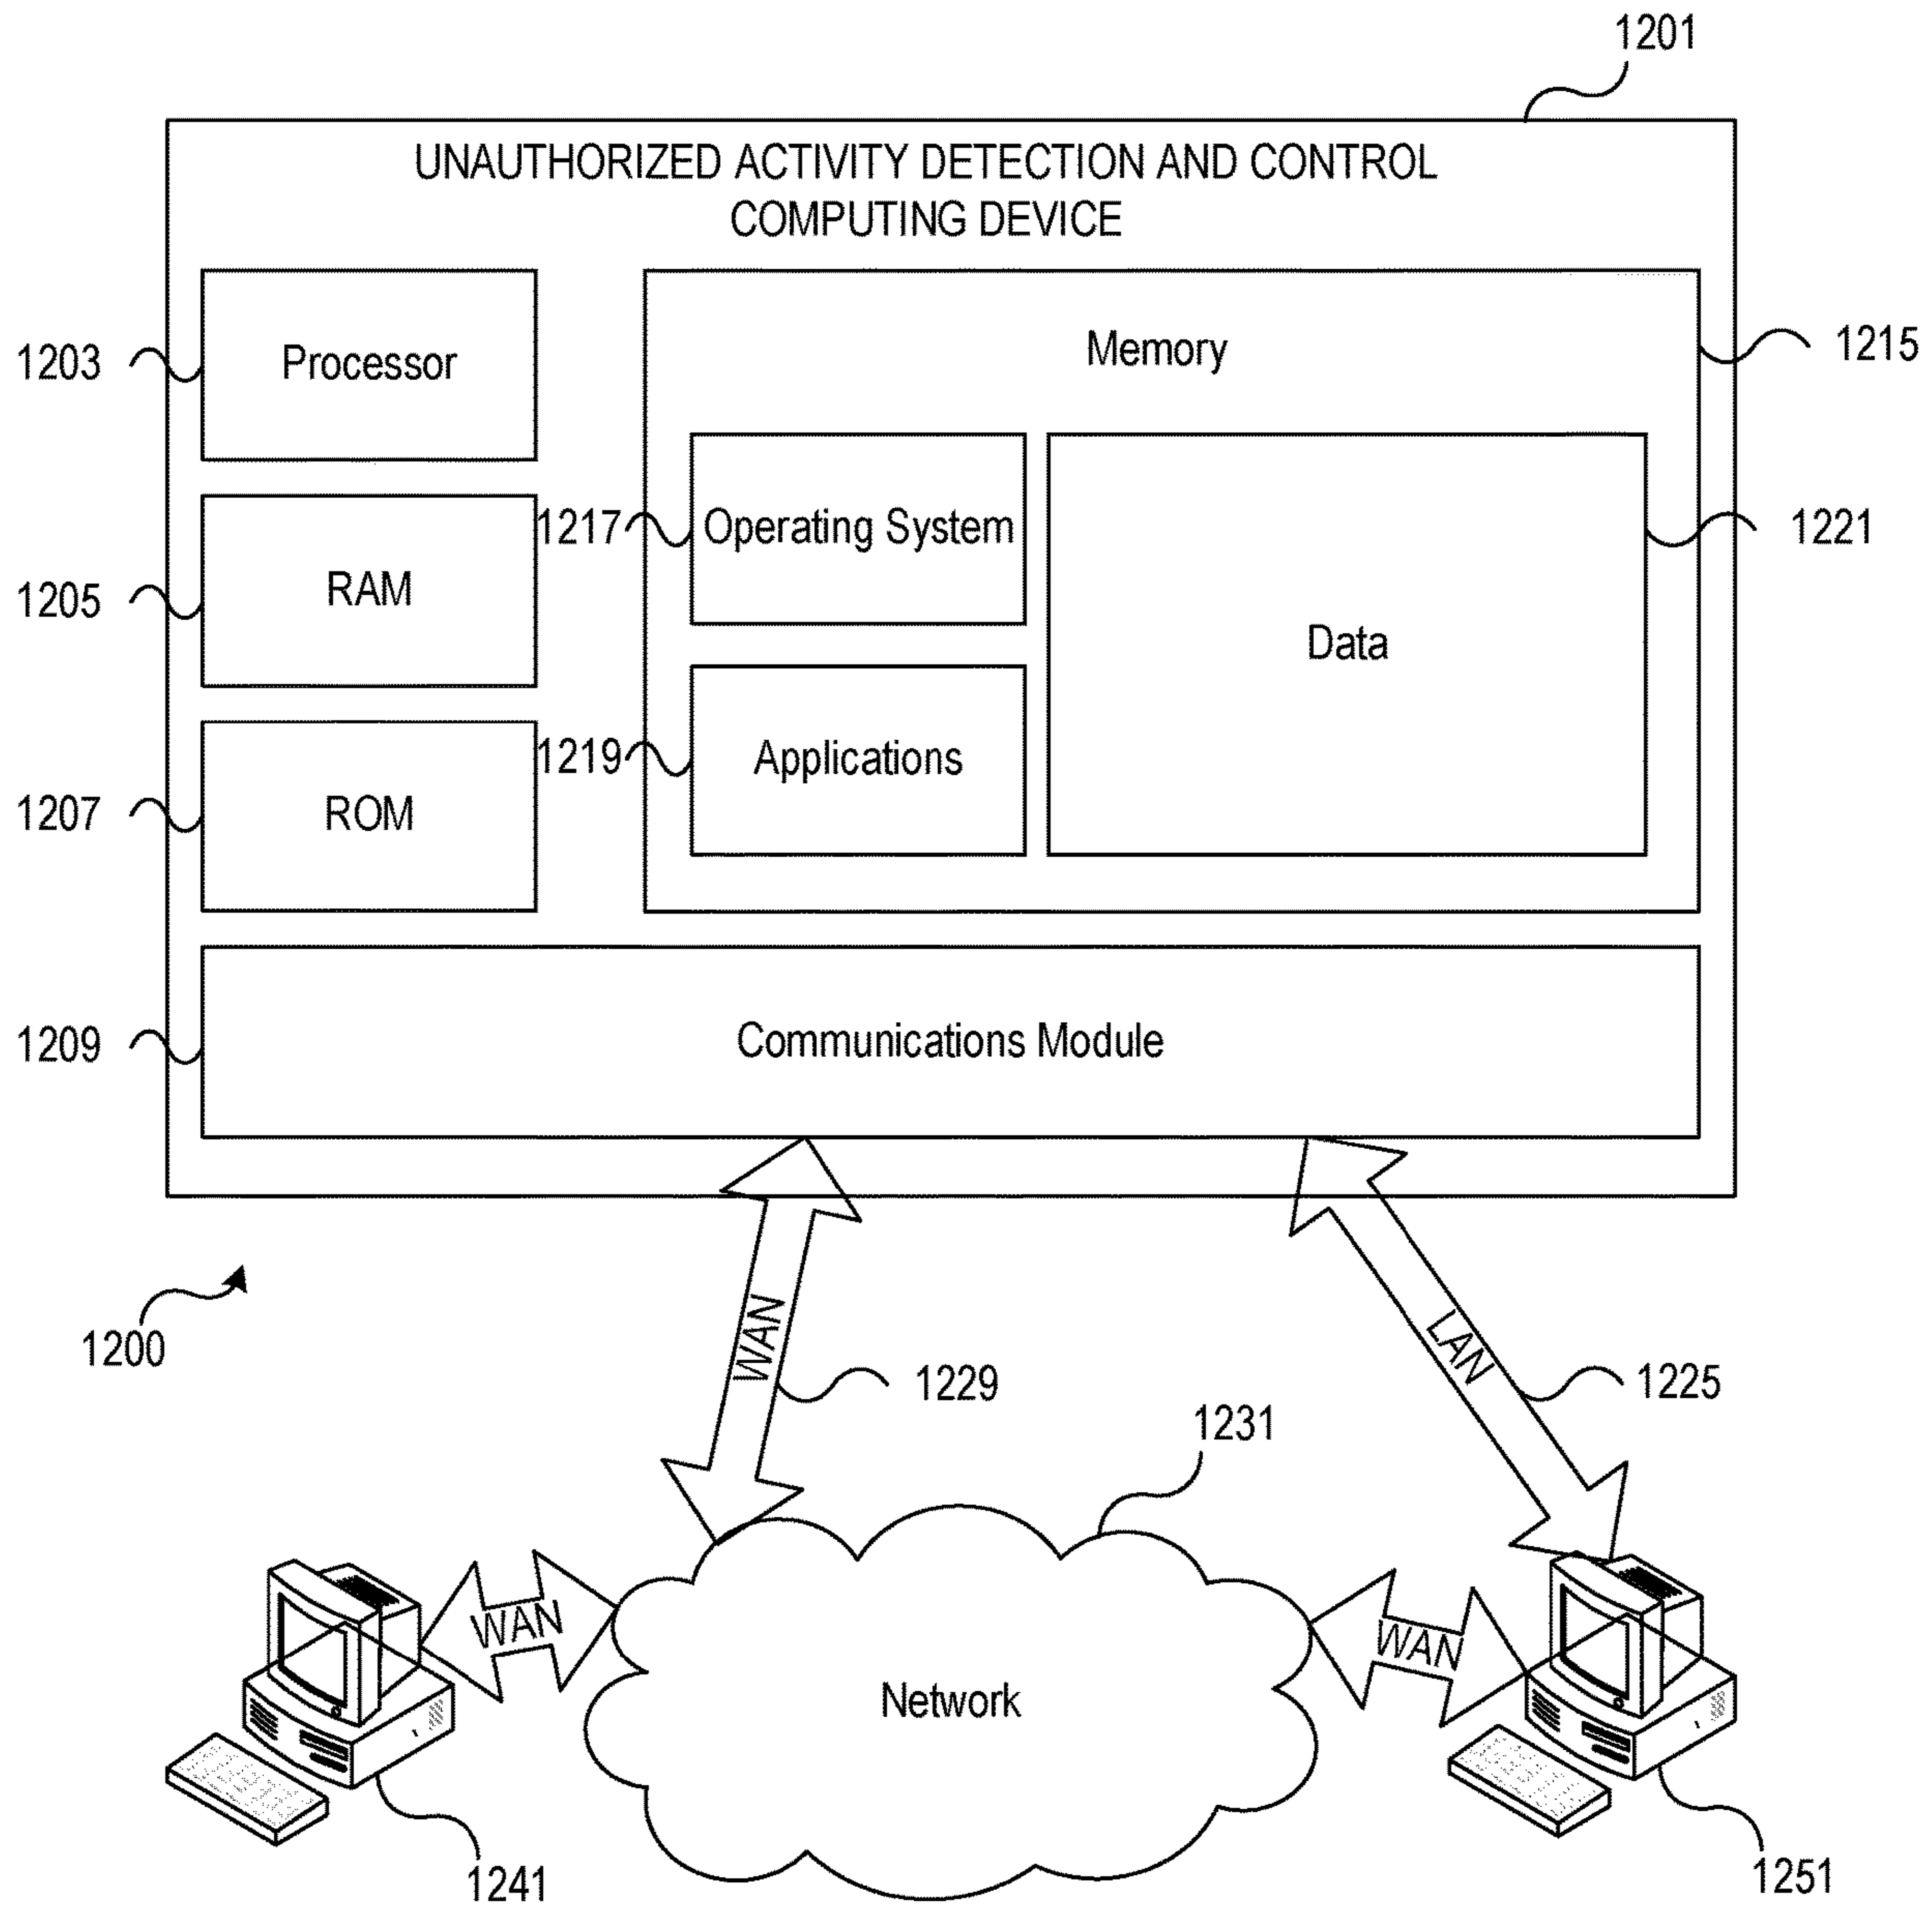 1201
UNAUTHORIZED ACTIVITY DETECTION AND CONTROL
COMPUTING DEVICE
1203
Processor
Memory
1215
1217
Operating System
1221
1205
RAM
Data
1219
Applications
1207
ROM
1209
Communications Module
1200
WAN
1229
LAN
1225
1231
WAN
WAN
Network
1241
1251